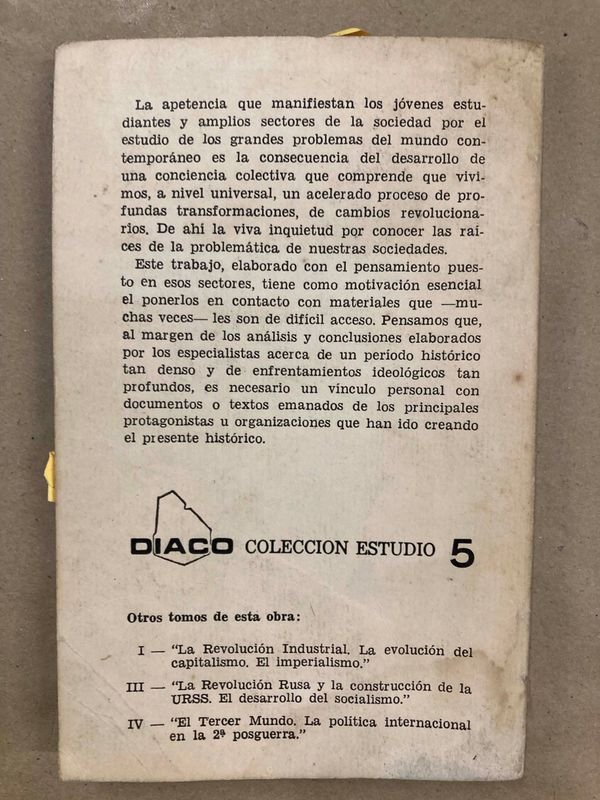 La apetencia que manifiestan los jóvenes estu-
diantes y amplios sectores de la sociedad por el
estudio de los grandes problemas del mundo con-
temporáneo es la consecuencia del desarrollo de
una conciencia colectiva que comprende que vivi-
mos, a nivel universal, un acelerado proceso de pro-
fundas transformaciones, de cambios revoluciona-
rios. De ahí la viva inquietud por conocer las raí-
ces de la problemática de nuestras sociedades.
Este trabajo, elaborado con el pensamiento pues-
to en esos sectores, tiene como motivación esencial
el ponerlos en contacto con materiales que —mu-
chas veces— les son de difícil acceso. Pensamos que,
al margen de los análisis y conclusiones elaborados
por los especialistas acerca de un período histórico
tan denso y de enfrentamientos ideológicos tan
profundos, es necesario un vínculo personal con
documentos o textos emanados de los principales
protagonistas u organizaciones que han ido creando
el presente histórico.
DIACO COLECCION ESTUDIO 5
Otros tomos de esta obra:
I — "La Revolución Industrial. La evolución del
capitalismo. El imperialismo."
III — "La Revolución Rusa y la construcción de la
URSS. El desarrollo del socialismo."
IV — "El Tercer Mundo. La política internacional
en la 2ª posguerra."